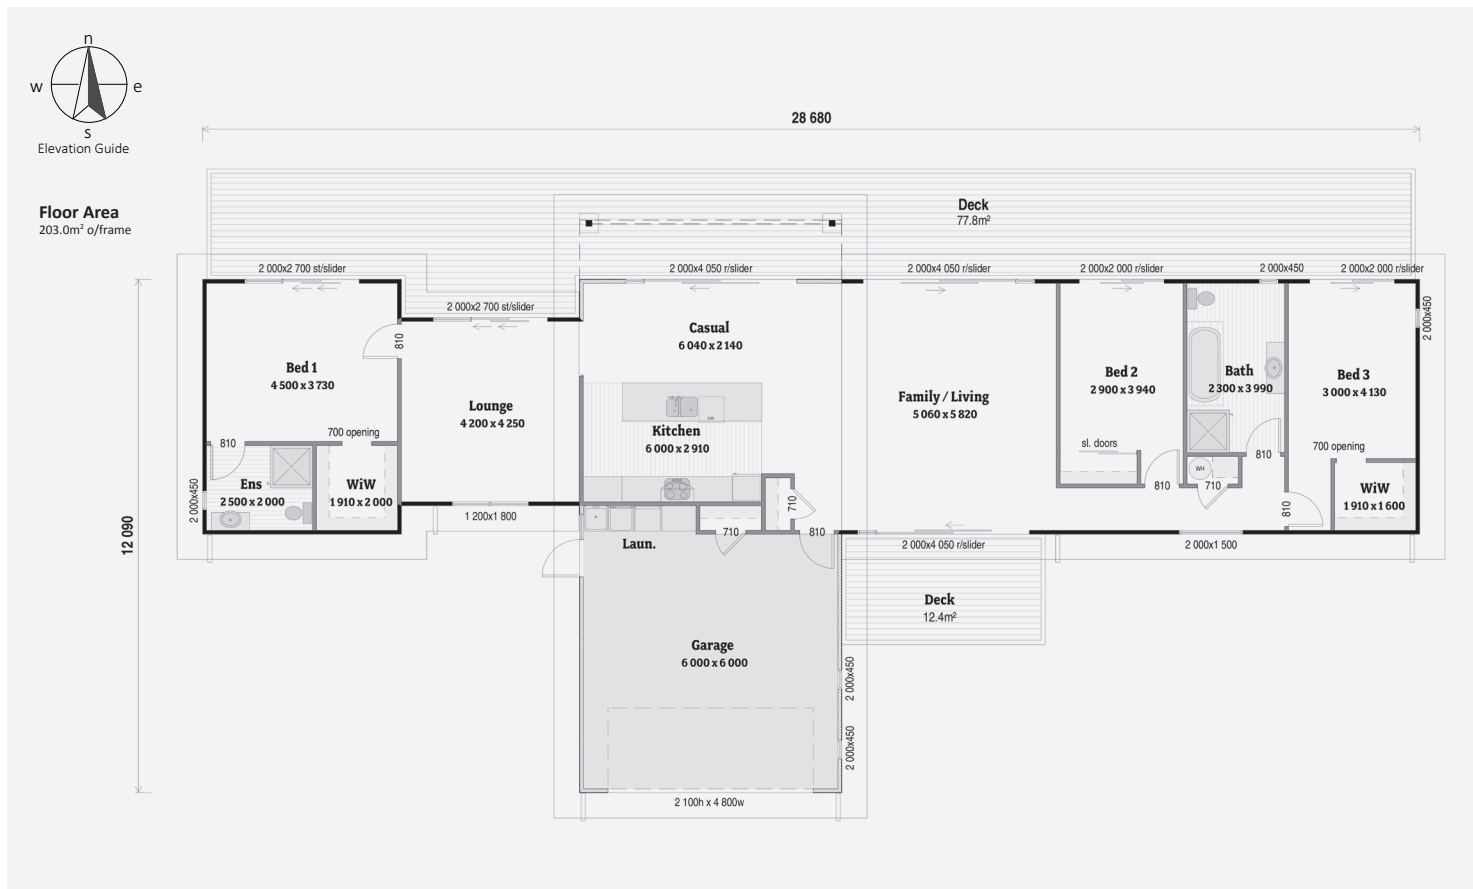 n
w
e
s
Elevation Guide
28 680
Floor Area
203.0m² o/frame
Deck
77.8m²
2 000x2 700 st/slider
2 000x4 050 r/slider
2 000x4 050 r/slider
2 000x2 000 r/slider
2 000x450
2 000x2 000 r/slider
2 000x2 700 st/slider
2 000x450
810
Casual
6 040 x 2 140
Bed 1
4 500 x 3 730
Lounge
4 200 x 4 250
Family / Living
5 060 x 5 820
Bed 2
2 900 x 3 940
Bath
2 300 x 3 990
Bed 3
3 000 x 4 130
Kitchen
6 000 x 2 910
810
700 opening
sl. doors
700 opening
810
WH
Ens
2 500 x 2 000
WiW
1 910 x 2 000
2 000x450
710
810
710
WiW
1 910 x 1 600
810
1 200x1 800
12 090
Laun.
710
810
2 000x4 050 r/slider
2 000x1 500
Deck
12.4m²
Garage
6 000 x 6 000
2 000x450
2 000x450
2 100h x 4 800w